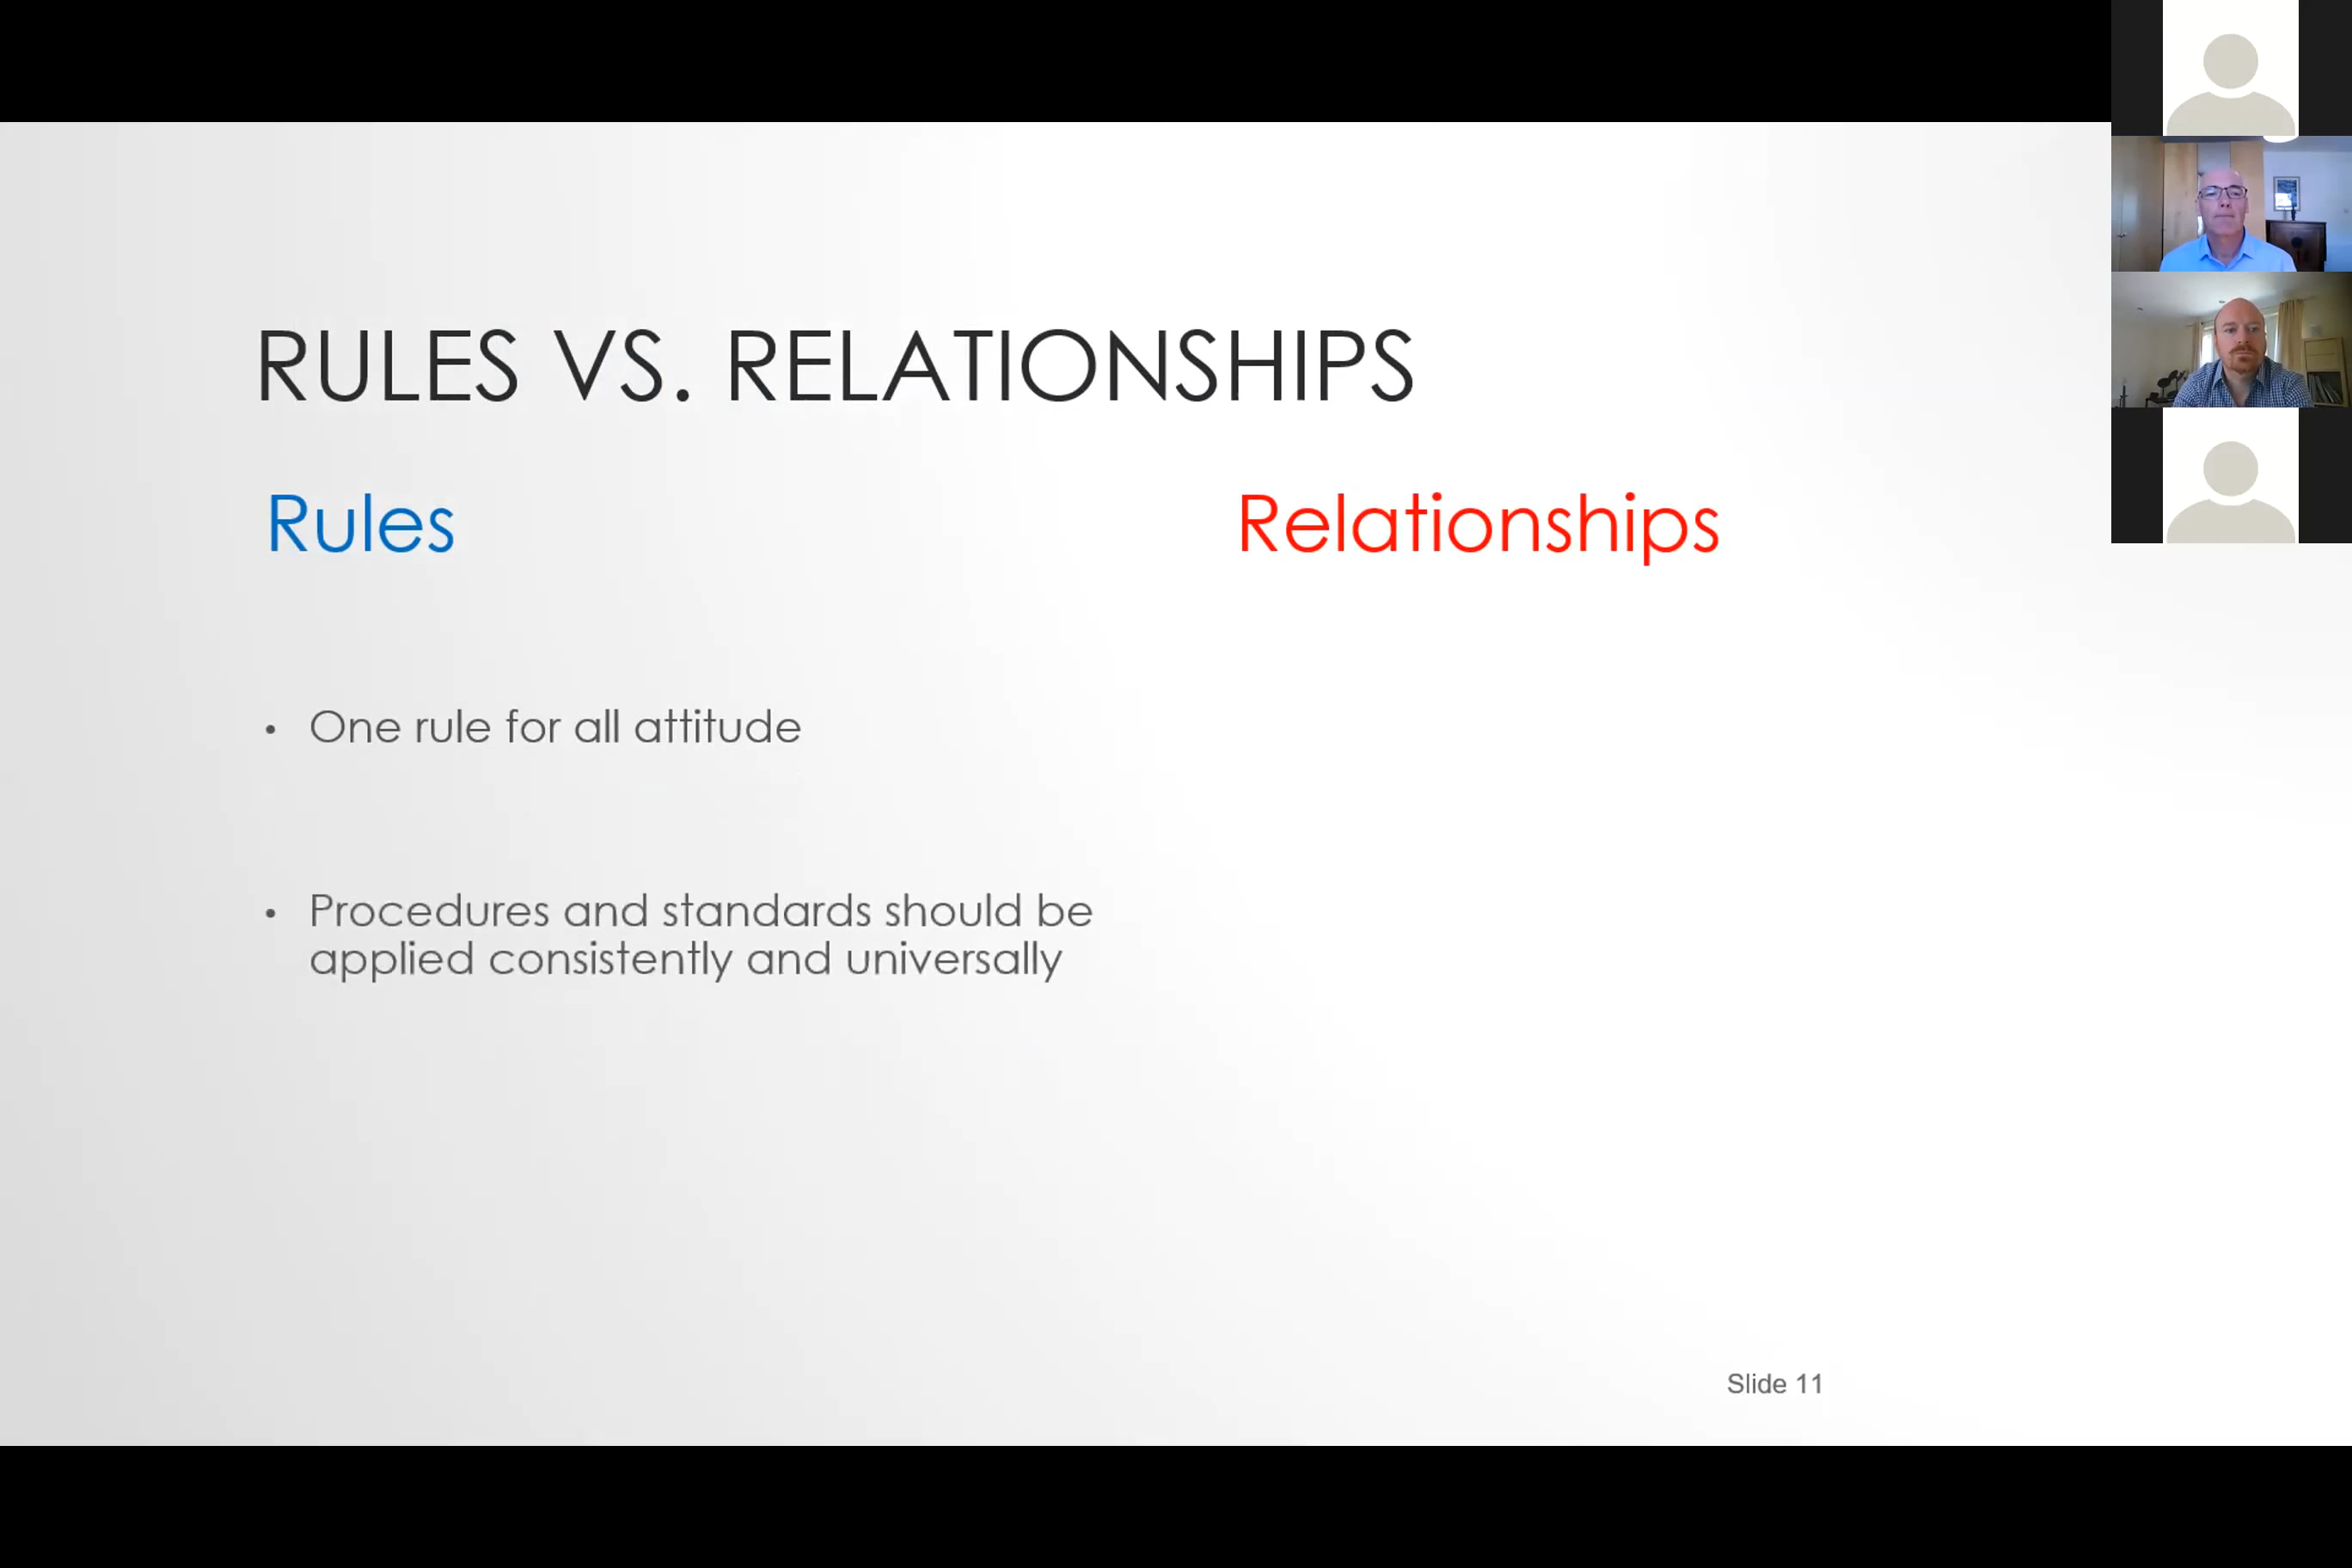 RULES VS. RELATIONSHIPS
Rules
Relationships
• One rule for all attitude
• Procedures and standards should be
applied consistently and universally
Slide 11